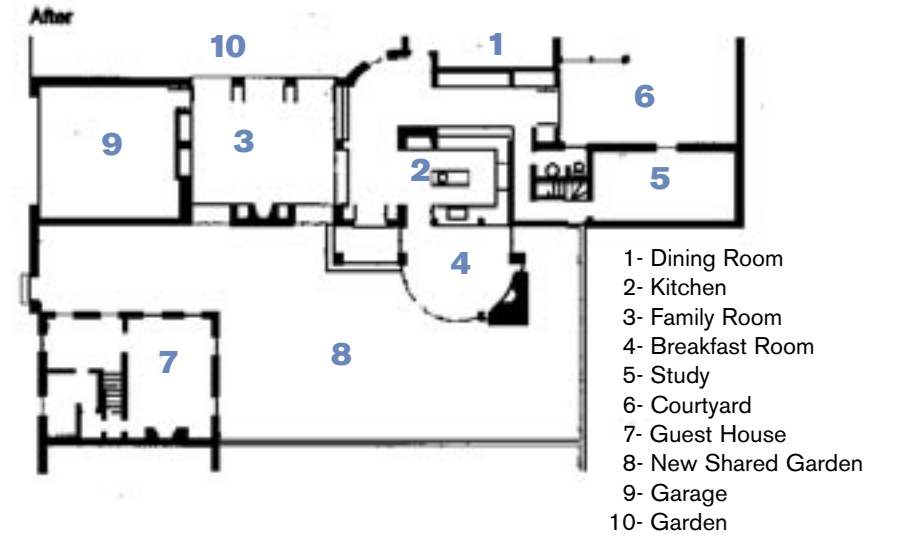 After
10
1
6
3
9
2
5
4
7
8
1- Dining Room
2- Kitchen
3- Family Room
4- Breakfast Room
5- Study
6- Courtyard
7- Guest House
8- New Shared Garden
9- Garage
10- Garden